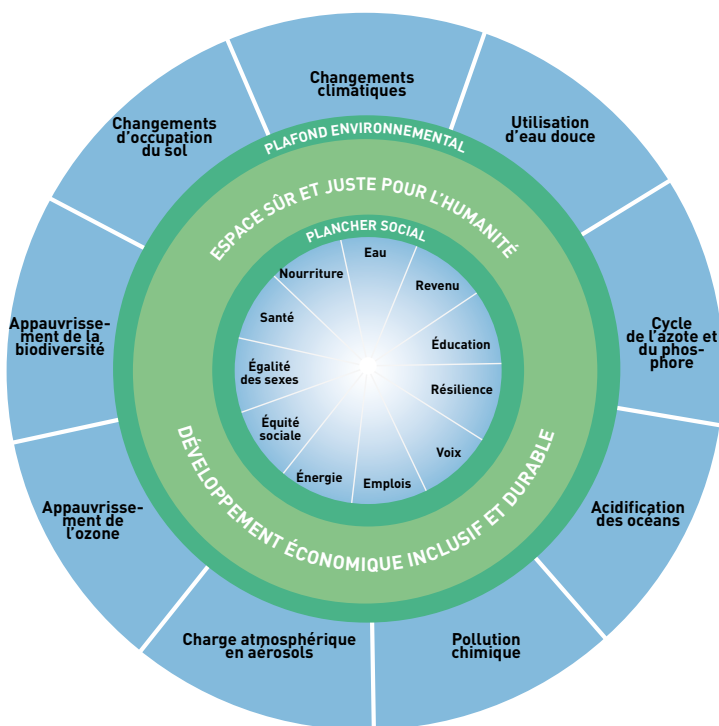 Changements
climatiques
Utilisation
d'eau douce
Cycle
de l'azote et
du phos-
phore
Acidification
des océans
Pollution
chimique
Charge atmosphérique
en aérosols
Appauvrisse-
ment de
l'ozone
Appauvrisse-
ment de la
biodiversité
Changements
d'occupation
du sol
PLAFOND ENVIRONNEMENTAL
ESPACE SÛR ET JUSTE POUR L'HUMANITÉ
PLANCHER SOCIAL
Eau
Revenu
Éducation
Résilience
Voix
Emplois
Énergie
Équité
sociale
Égalité
des sexes
Santé
Nourriture
DÉVELOPPEMENT ÉCONOMIQUE INCLUSIF ET DURABLE